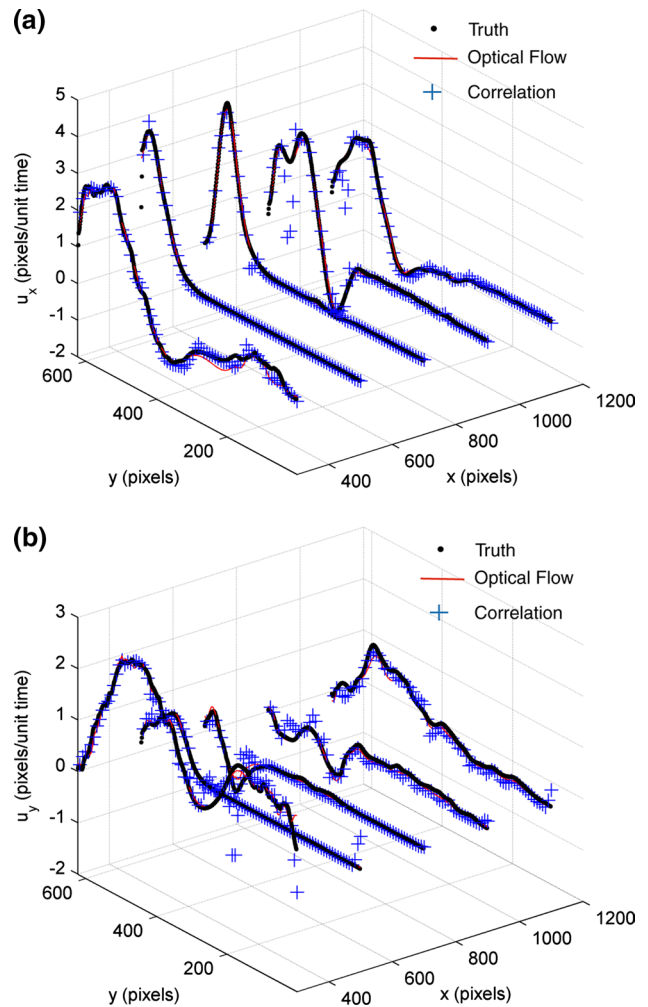 (a)
Truth
Optical Flow
Correlation
5
4
3
2
1
0
-1
-2
u_x (pixels/unit time)
600
400
200
y (pixels)
400
600
800
1000
1200
x (pixels)
(b)
Truth
Optical Flow
Correlation
3
2
1
0
-1
-2
u_y (pixels/unit time)
600
400
200
y (pixels)
400
600
800
1000
1200
x (pixels)